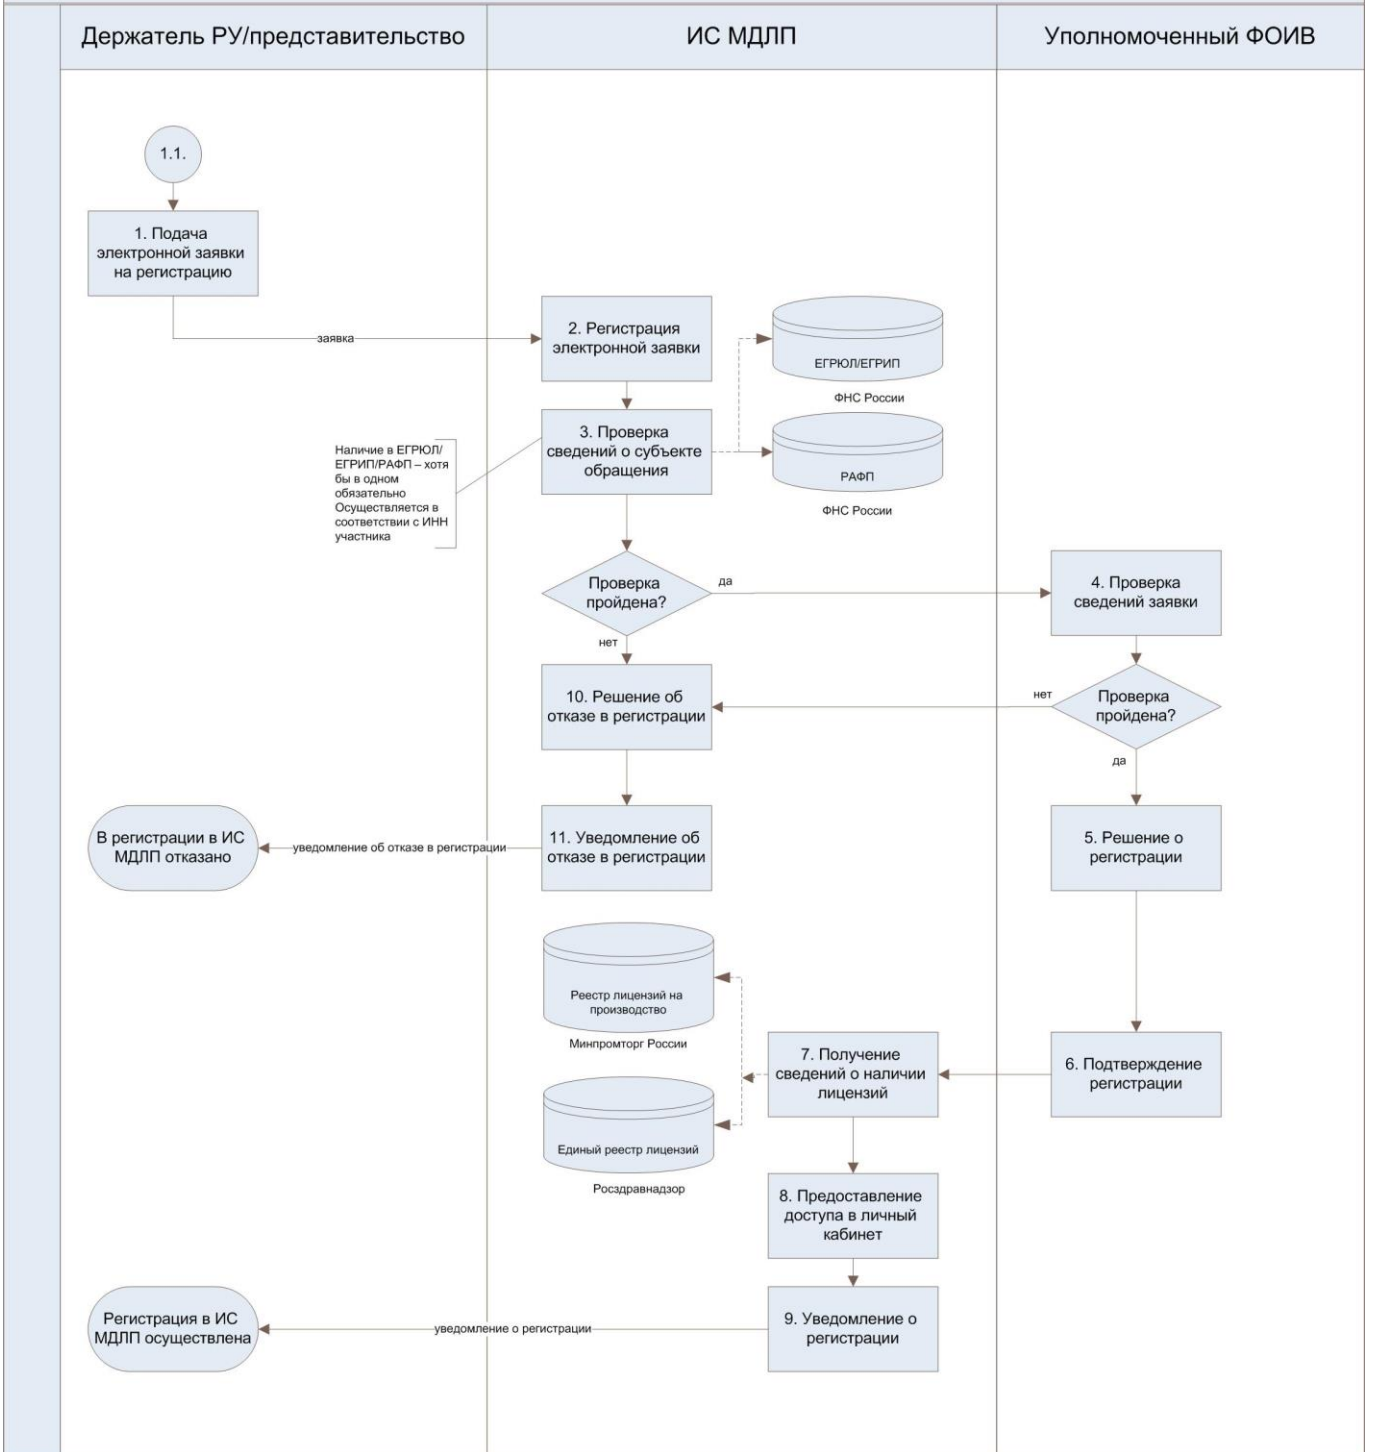 Держатель РУ/представительство
ИС МДЛП
Уполномоченный ФОИВ
1.1.
1. Подача
электронной заявки
на регистрацию
заявка
2. Регистрация
электронной заявки
ЕГРЮЛ/ЕГРИП
ФНС России
3. Проверка
сведений о субъекте
обращения
РАФП
ФНС России
Наличие в ЕГРЮЛ/
ЕГРИП/РАФП – хотя
бы в одном
обязательно
Осуществляется в
соответствии с ИНН
участника
Проверка
пройдена?
да
нет
4. Проверка
сведений заявки
10. Решение об
отказе в регистрации
нет
Проверка
пройдена?
да
В регистрации в ИС
МДЛП отказано
уведомление об отказе в регистрации
11. Уведомление об
отказе в регистрации
5. Решение о
регистрации
Реестр лицензий на
производство
Минпромторг России
7. Получение
сведений о наличии
лицензий
6. Подтверждение
регистрации
Единый реестр лицензий
Росздравнадзор
8. Предоставление
доступа в личный
кабинет
Регистрация в ИС
МДЛП осуществлена
уведомление о регистрации
9. Уведомление о
регистрации